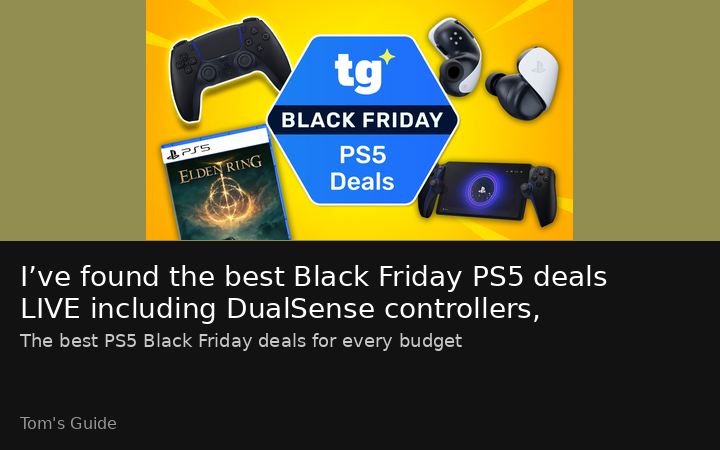 tg
BLACK FRIDAY
PS5
Deals
PS5
ELDEN RING
I’ve found the best Black Friday PS5 deals
LIVE including DualSense controllers,
The best PS5 Black Friday deals for every budget
Tom's Guide